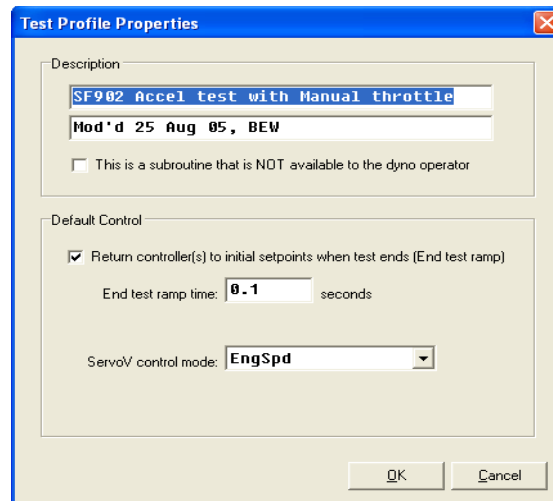 Test Profile Properties
Description
SF902 Accel test with Manual throttle
Mod'd 25 Aug 05, BEW
This is a subroutine that is NOT available to the dyno operator
Default Control
Return controller(s) to initial setpoints when test ends (End test ramp)
End test ramp time: 0.1 seconds
ServoV control mode: EngSpd
OK Cancel